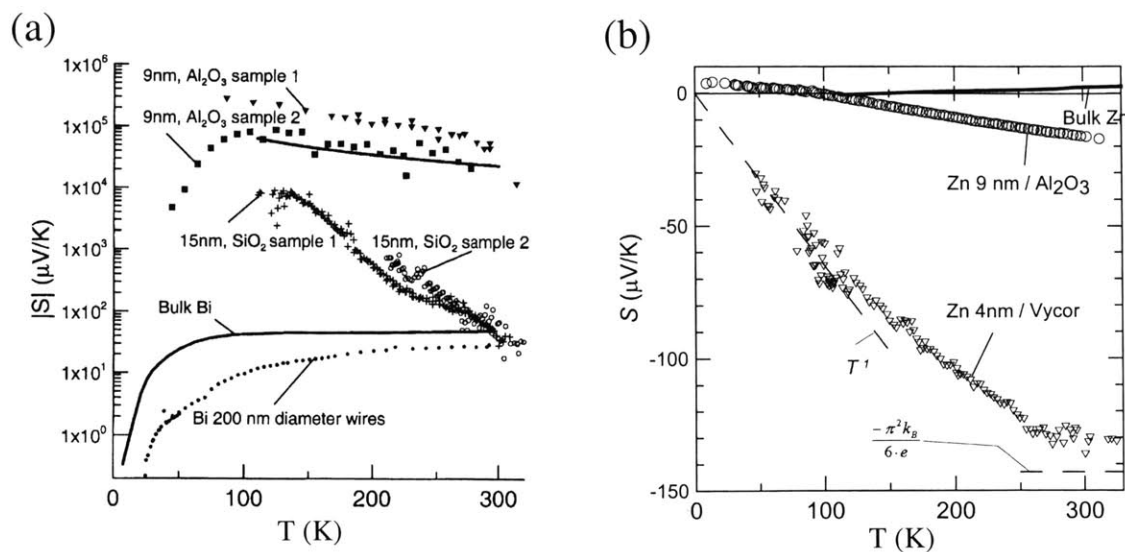 (a)
1x10⁶
1x10⁵
1x10⁴
1x10³
1x10²
1x10¹
1x10⁰
|S| (μV/K)
9nm, Al₂O₃ sample 1
9nm, Al₂O₃ sample 2
15nm, SiO₂ sample 1
15nm, SiO₂ sample 2
Bulk Bi
Bi 200 nm diameter wires
0 100 200 300
T (K)
(b)
0
-50
-100
-150
S (μV/K)
Bulk Zn
Zn 9 nm / Al₂O₃
Zn 4nm / Vycor
T¹
-π²k_B
6·e
0 100 200 300
T (K)